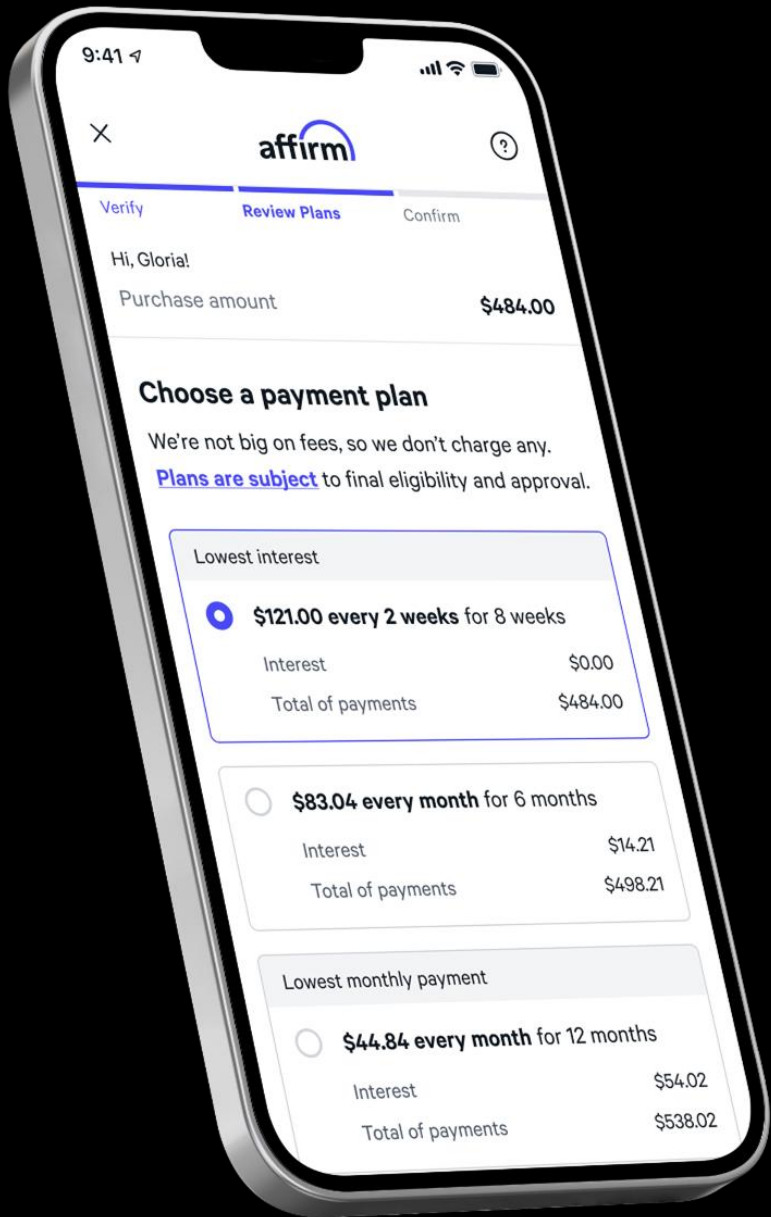 9:41
affirm
Verify Review Plans Confirm
Hi, Gloria!
Purchase amount $484.00
Choose a payment plan
We're not big on fees, so we don't charge any.
Plans are subject to final eligibility and approval.
Lowest interest
$121.00 every 2 weeks for 8 weeks
Interest $0.00
Total of payments $484.00
$83.04 every month for 6 months
Interest $14.21
Total of payments $498.21
Lowest monthly payment
$44.84 every month for 12 months
Interest $54.02
Total of payments $538.02